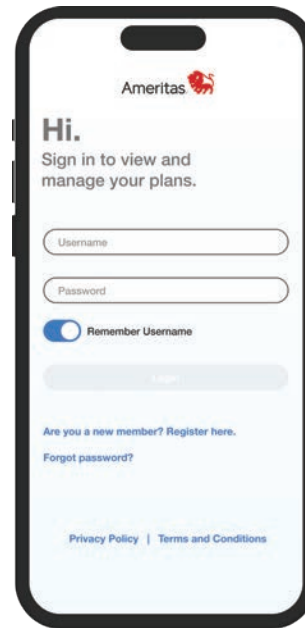 Ameritas
Hi.
Sign in to view and
manage your plans.
Username
Password
Remember Username
Login
Are you a new member? Register here.
Forgot password?
Privacy Policy | Terms and Conditions